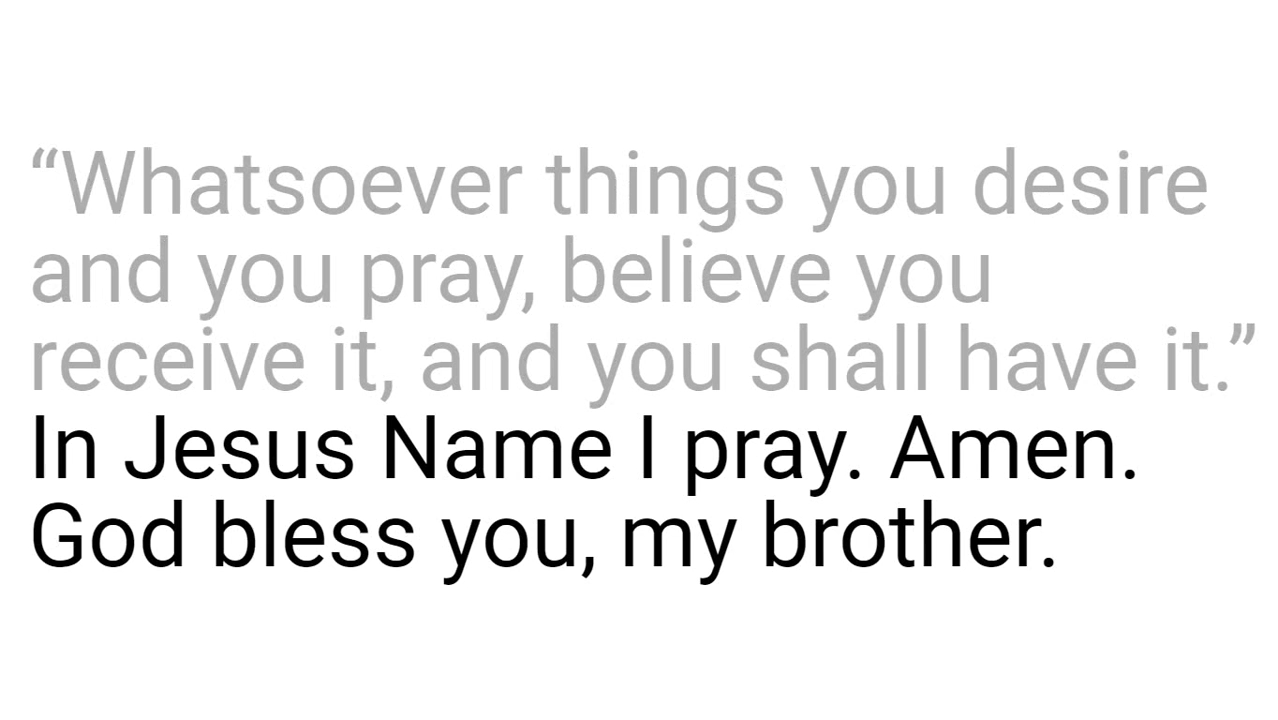 “Whatsoever things you desire
and you pray, believe you
receive it, and you shall have it.”
In Jesus Name I pray. Amen.
God bless you, my brother.